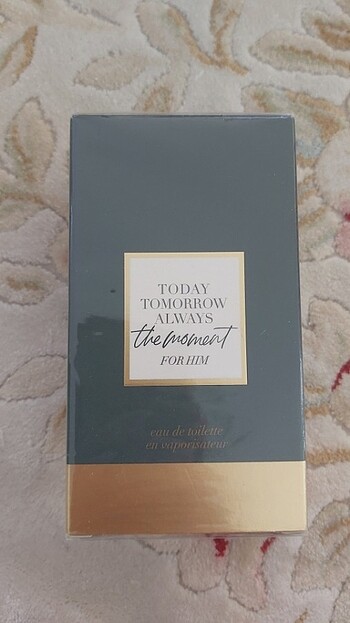 TODAY
TOMORROW
ALWAYS
the moment
FOR HIM
eau de toilette
en vaporisateur